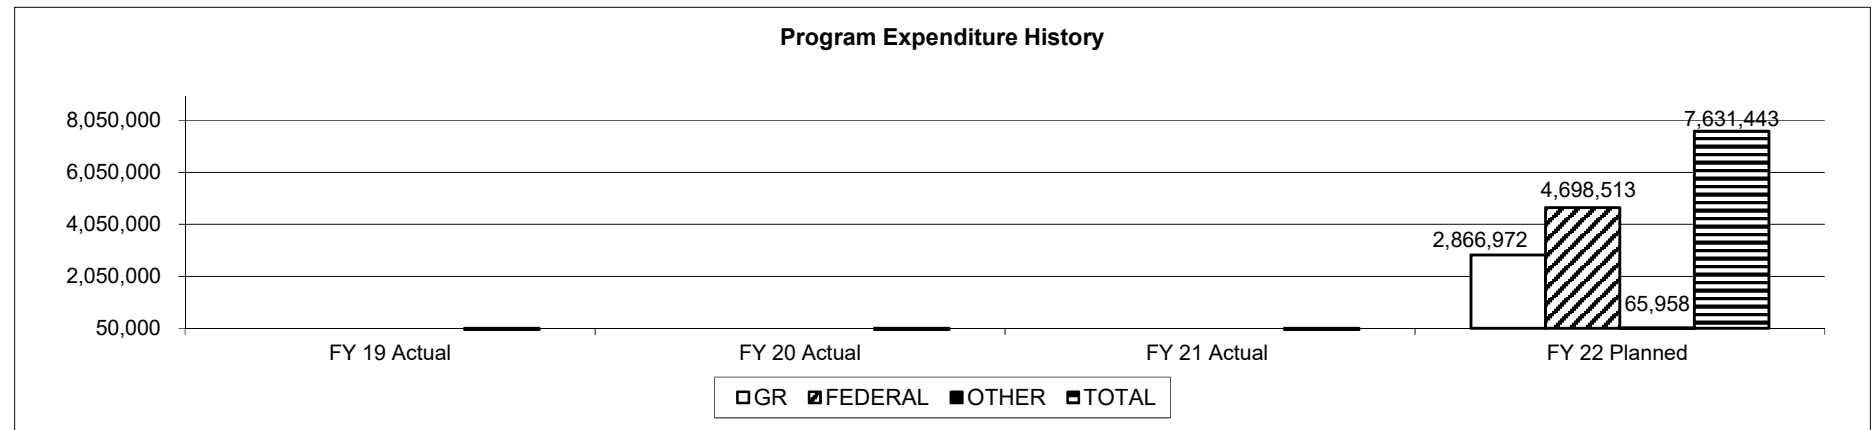 Program Expenditure History
8,050,000
6,050,000
4,050,000
2,050,000
50,000
7,631,443
4,698,513
2,866,972
65,958
FY 19 Actual
FY 20 Actual
FY 21 Actual
FY 22 Planned
GR FEDERAL OTHER TOTAL